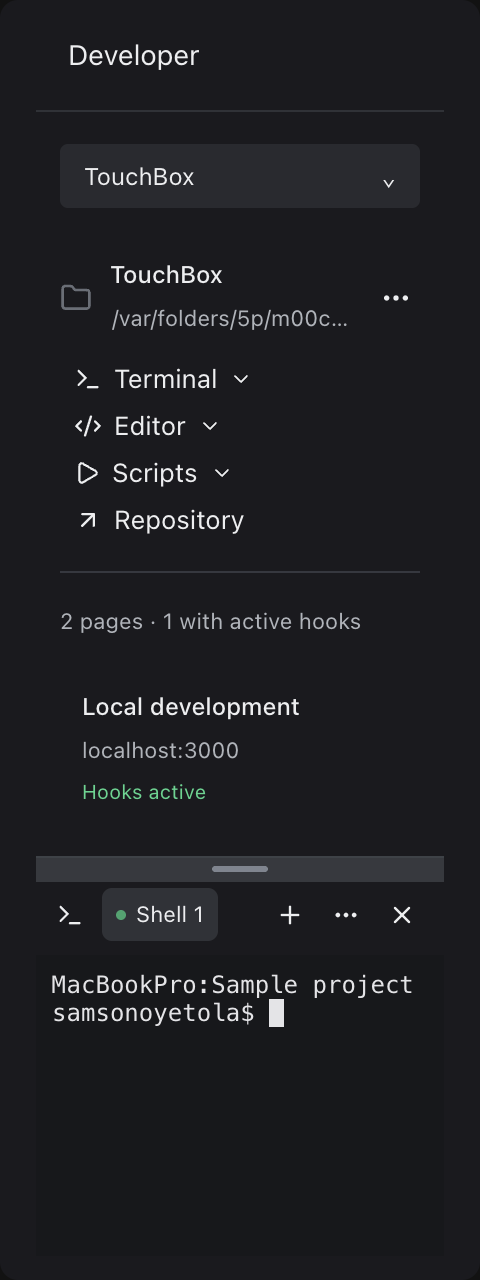 Developer
TouchBox
TouchBox
/var/folders/5p/m00c...
Terminal
Editor
Scripts
Repository
2 pages · 1 with active hooks
Local development
localhost:3000
Hooks active
Shell 1
MacBookPro:Sample project
samsonoyetola$